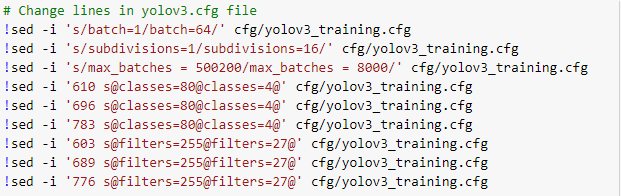 # Change lines in yolov3.cfg file
!sed -i 's/batch=1/batch=64/' cfg/yolov3_training.cfg
!sed -i 's/subdivisions=1/subdivisions=16/' cfg/yolov3_training.cfg
!sed -i 's/max_batches = 500200/max_batches = 8000/' cfg/yolov3_training.cfg
!sed -i '610 s@classes=80@classes=4@' cfg/yolov3_training.cfg
!sed -i '696 s@classes=80@classes=4@' cfg/yolov3_training.cfg
!sed -i '783 s@classes=80@classes=4@' cfg/yolov3_training.cfg
!sed -i '603 s@filters=255@filters=27@' cfg/yolov3_training.cfg
!sed -i '689 s@filters=255@filters=27@' cfg/yolov3_training.cfg
!sed -i '776 s@filters=255@filters=27@' cfg/yolov3_training.cfg